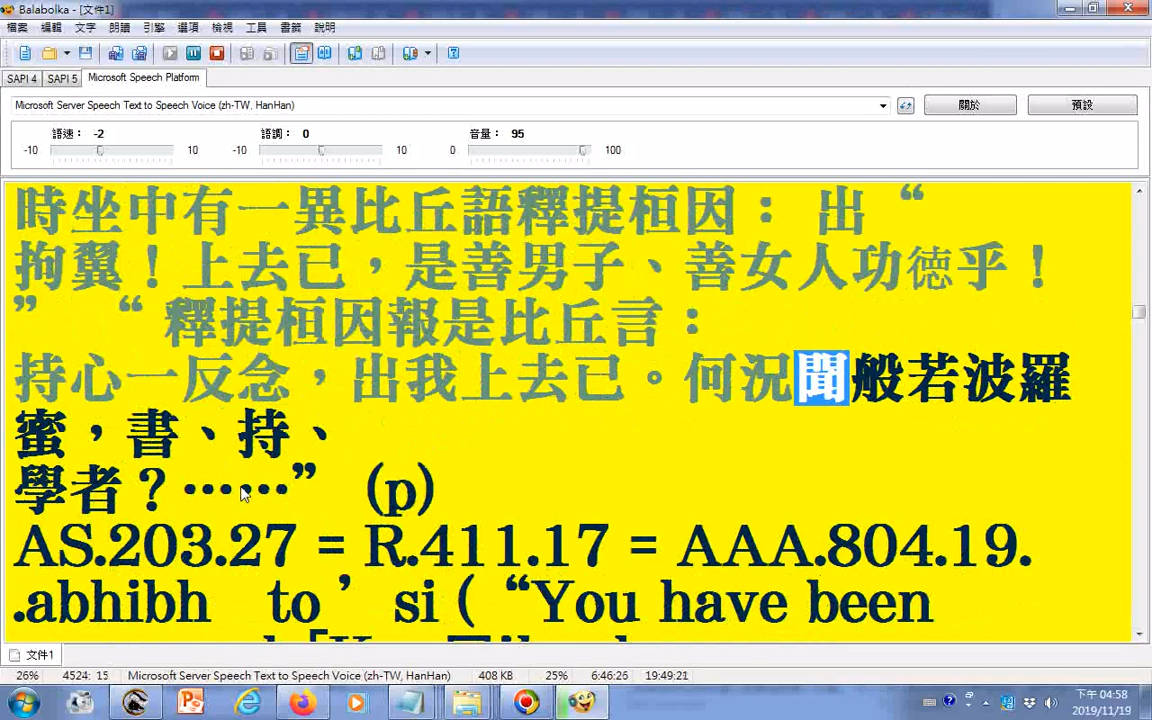 Balabolka - [文件1]
檔案 編輯 文字 朗讀 引擎 選項 檢視 工具 書籤 說明
SAPI 4 SAPI 5 Microsoft Speech Platform
Microsoft Server Speech Text to Speech Voice (zh-TW, HanHan)
關於 預設
語速： -2 語調： 0 音量： 95
-10 10 -10 10 0 100
時坐中有一異比丘語釋提桓因： 出“
拘翼！上去已，是善男子、善女人功德乎！
” “釋提桓因報是比丘言：
持心一反念，出我上去已。何況聞般若波羅
蜜，書、持、
學者？……” (p)
AS.203.27 = R.411.17 = AAA.804.19.
.abhibh to’ si (“You have been
文件1
26% 4524: 15 Microsoft Server Speech Text to Speech Voice (zh-TW, HanHan) 408 KB 25% 6:46:26 19:49:21
下午 04:58
2019/11/19